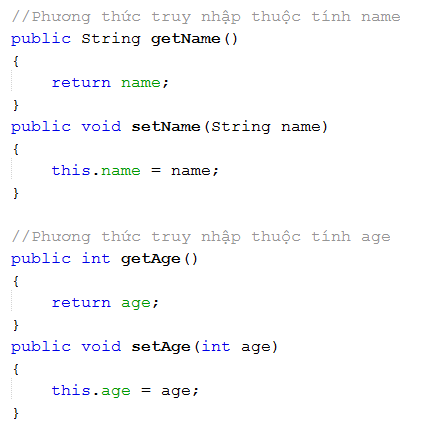 //Phương thức truy nhập thuộc tính name
public String getName()
{
    return name;
}
public void setName(String name)
{
    this.name = name;
}

//Phương thức truy nhập thuộc tính age
public int getAge()
{
    return age;
}
public void setAge(int age)
{
    this.age = age;
}